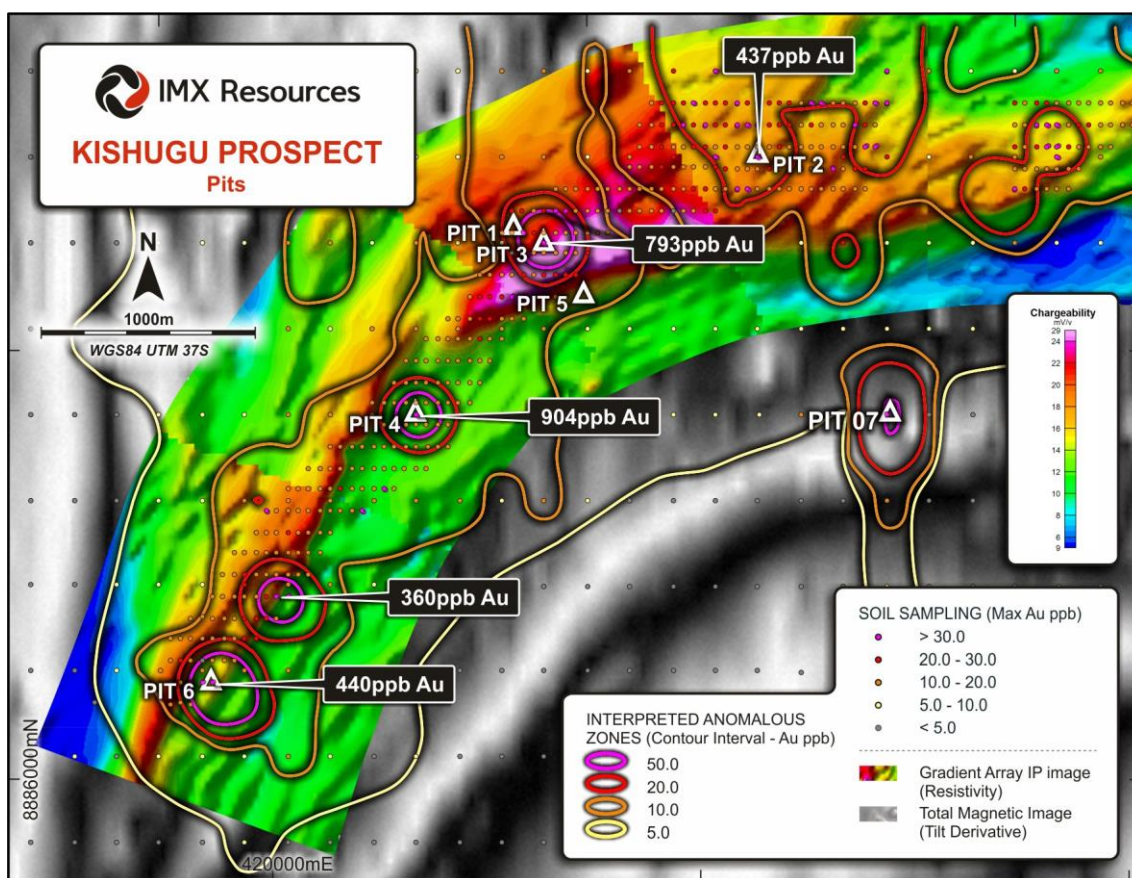 IMX Resources
KISHUGU PROSPECT
Pits
N
1000m
WGS84 UTM 37S
437ppb Au
PIT 2
PIT 1
PIT 3
793ppb Au
PIT 5
PIT 4
904ppb Au
PIT 07
360ppb Au
PIT 6
440ppb Au
8886000mN
420000mE
Chargeability
mV/v
29
24
22
20
18
16
14
13
12
11
10
9
8
6
9
SOIL SAMPLING (Max Au ppb)
> 30.0
20.0 - 30.0
10.0 - 20.0
5.0 - 10.0
< 5.0
Gradient Array IP image
(Resistivity)
Total Magnetic Image
(Tilt Derivative)
INTERPRETED ANOMALOUS
ZONES (Contour Interval - Au ppb)
50.0
20.0
10.0
5.0